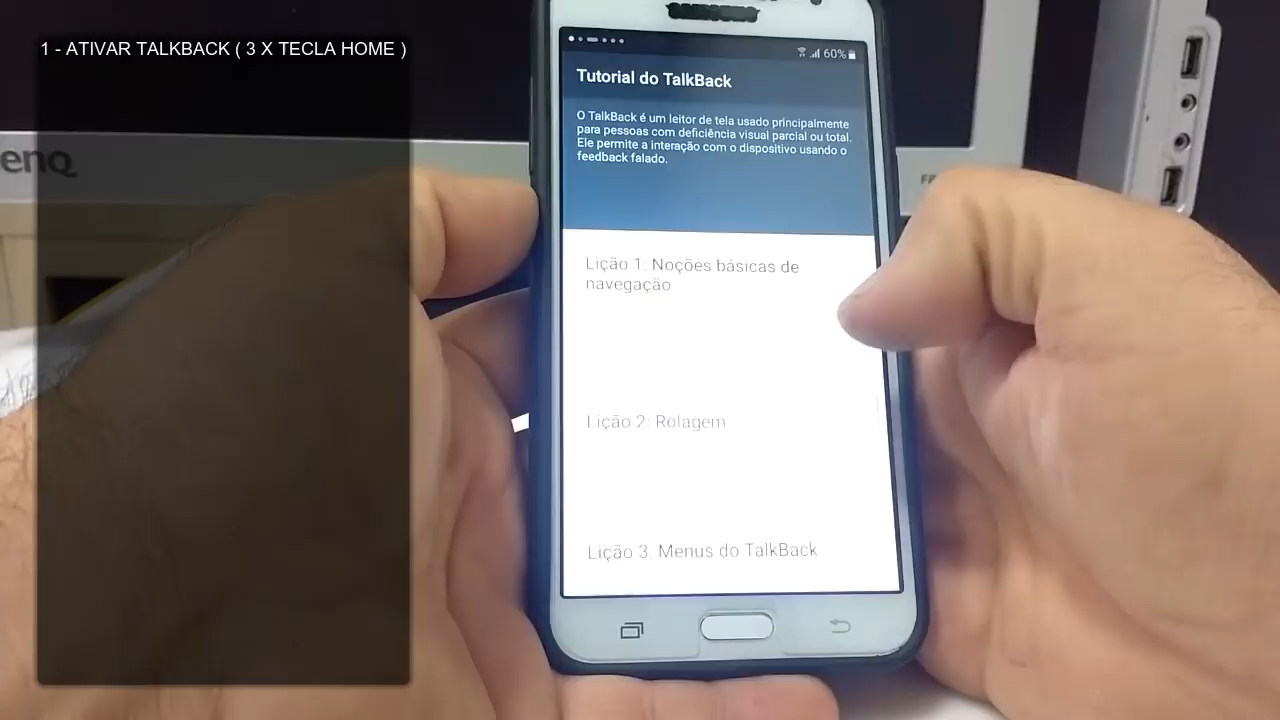 1 - ATIVAR TALKBACK ( 3 X TECLA HOME )
enQ
SAMSUNG
60%
Tutorial do TalkBack
O TalkBack é um leitor de tela usado principalmente
para pessoas com deficiência visual parcial ou total.
Ele permite a interação com o dispositivo usando o
feedback falado.
Lição 1: Noções básicas de
navegação
Lição 2: Rolagem
Lição 3. Menus do TalkBack